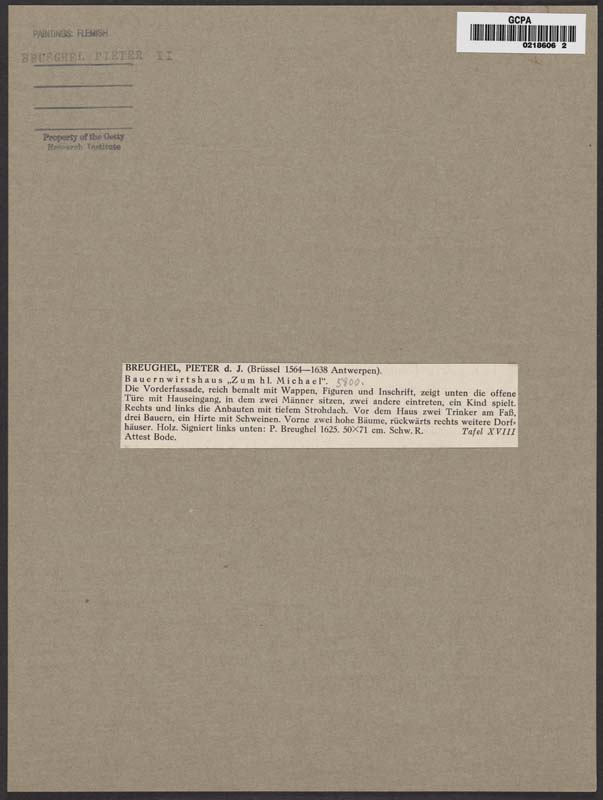 PAINTINGS: FLEMISH
BRUEGHEL PIETER II
Property of the Getty
Research Institute
GCPA
0218606 2
BREUGHEL, PIETER d. J. (Brüssel 1564—1638 Antwerpen).
Bauernwirtshaus „Zum hl. Michael“. 5800.
Die Vorderfassade, reich bemalt mit Wappen, Figuren und Inschrift, zeigt unten die offene
Türe mit Hauseingang, in dem zwei Männer sitzen, zwei andere eintreten, ein Kind spielt.
Rechts und links die Anbauten mit tiefem Strohdach. Vor dem Haus zwei Trinker am Faß,
drei Bauern, ein Hirte mit Schweinen. Vorne zwei hohe Bäume, rückwärts rechts weitere Dorf-
häuser. Holz. Signiert links unten: P. Breughel 1625. 50×71 cm. Schw. R. Tafel XVIII
Attest Bode.